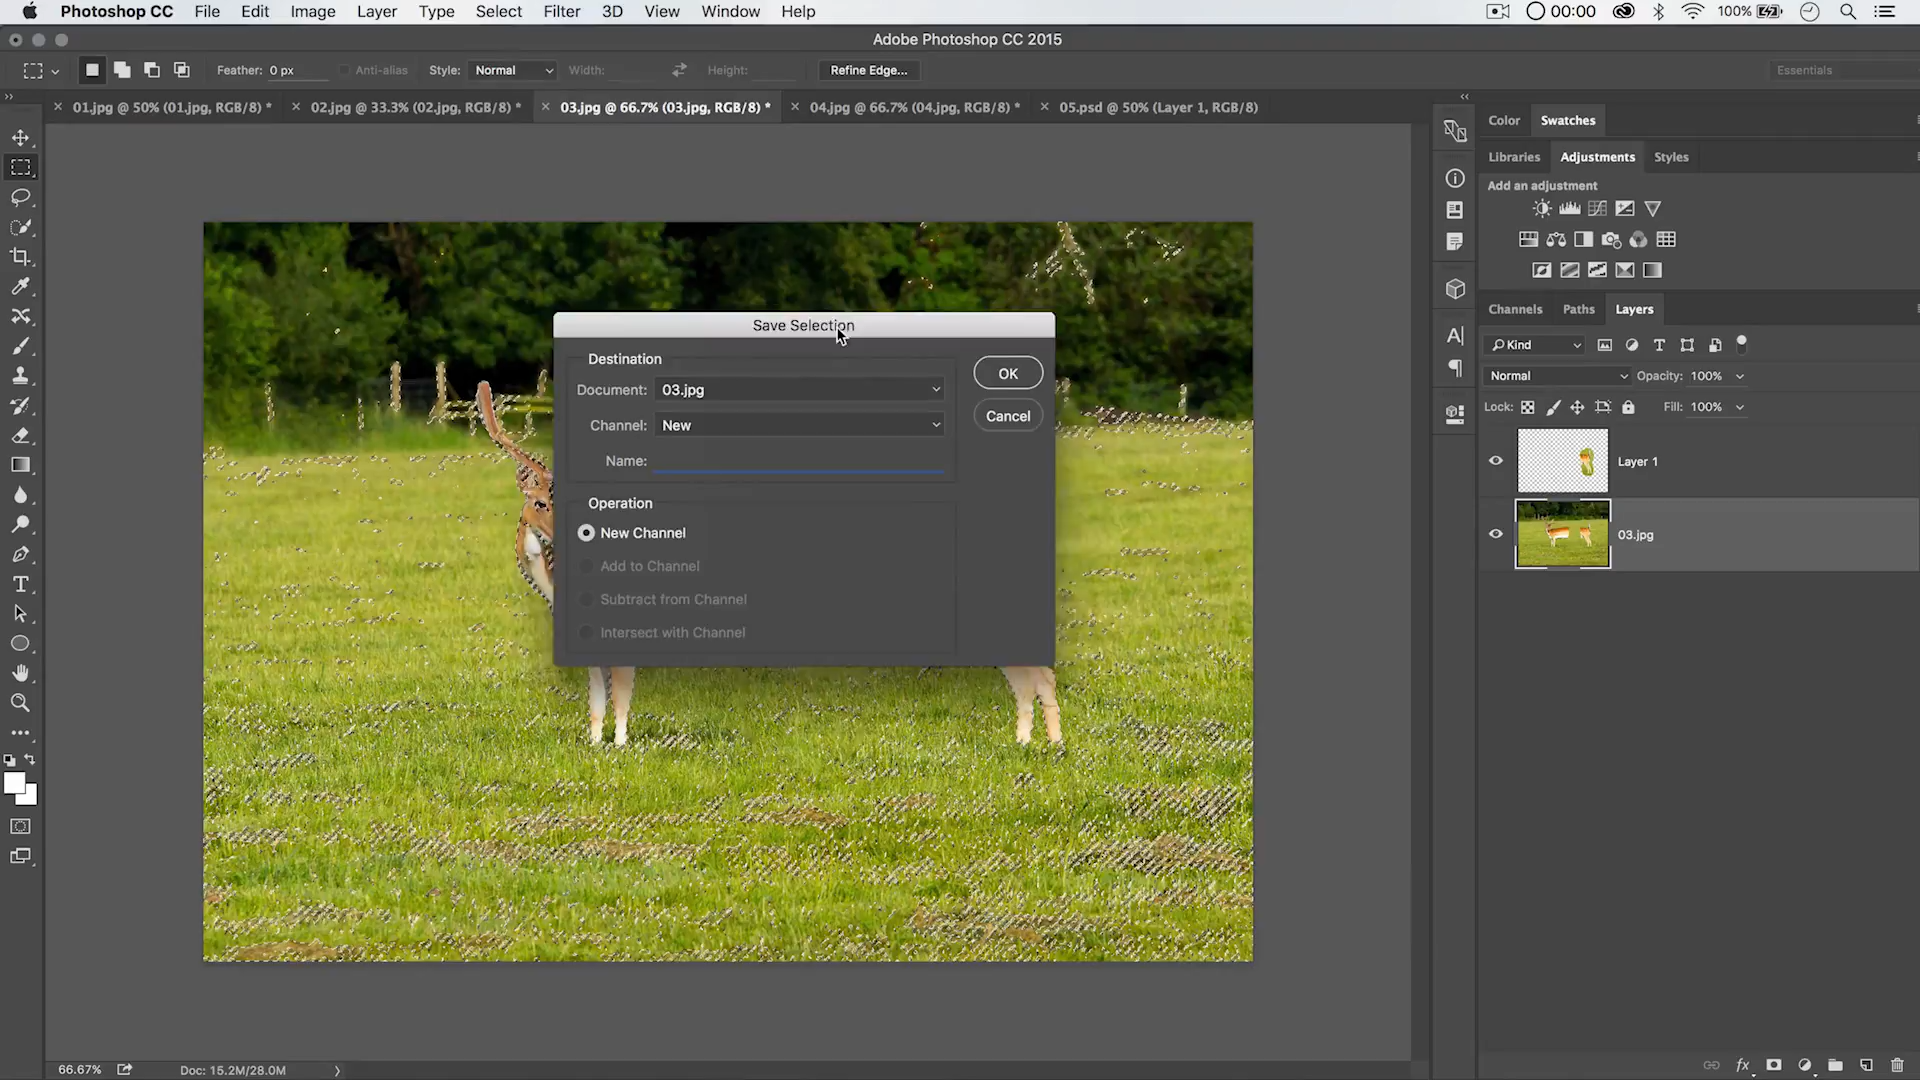 Photoshop CC File Edit Image Layer Type Select Filter 3D View Window Help 00:00 100%
Adobe Photoshop CC 2015
Feather: 0 px Anti-alias Style: Normal Width: Height: Refine Edge... Essentials
01.jpg @ 50% (01.jpg, RGB/8) * 02.jpg @ 33.3% (02.jpg, RGB/8) * 03.jpg @ 66.7% (03.jpg, RGB/8) * 04.jpg @ 66.7% (04.jpg, RGB/8) * 05.psd @ 50% (Layer 1, RGB/8)
Color Swatches
Libraries Adjustments Styles
Add an adjustment
Channels Paths Layers
Kind
Normal Opacity: 100%
Lock: Fill: 100%
Layer 1
03.jpg
Save Selection
Destination
Document: 03.jpg
Channel: New
Name:
OK
Cancel
Operation
New Channel
Add to Channel
Subtract from Channel
Intersect with Channel
66.67% Doc: 15.2M/28.0M